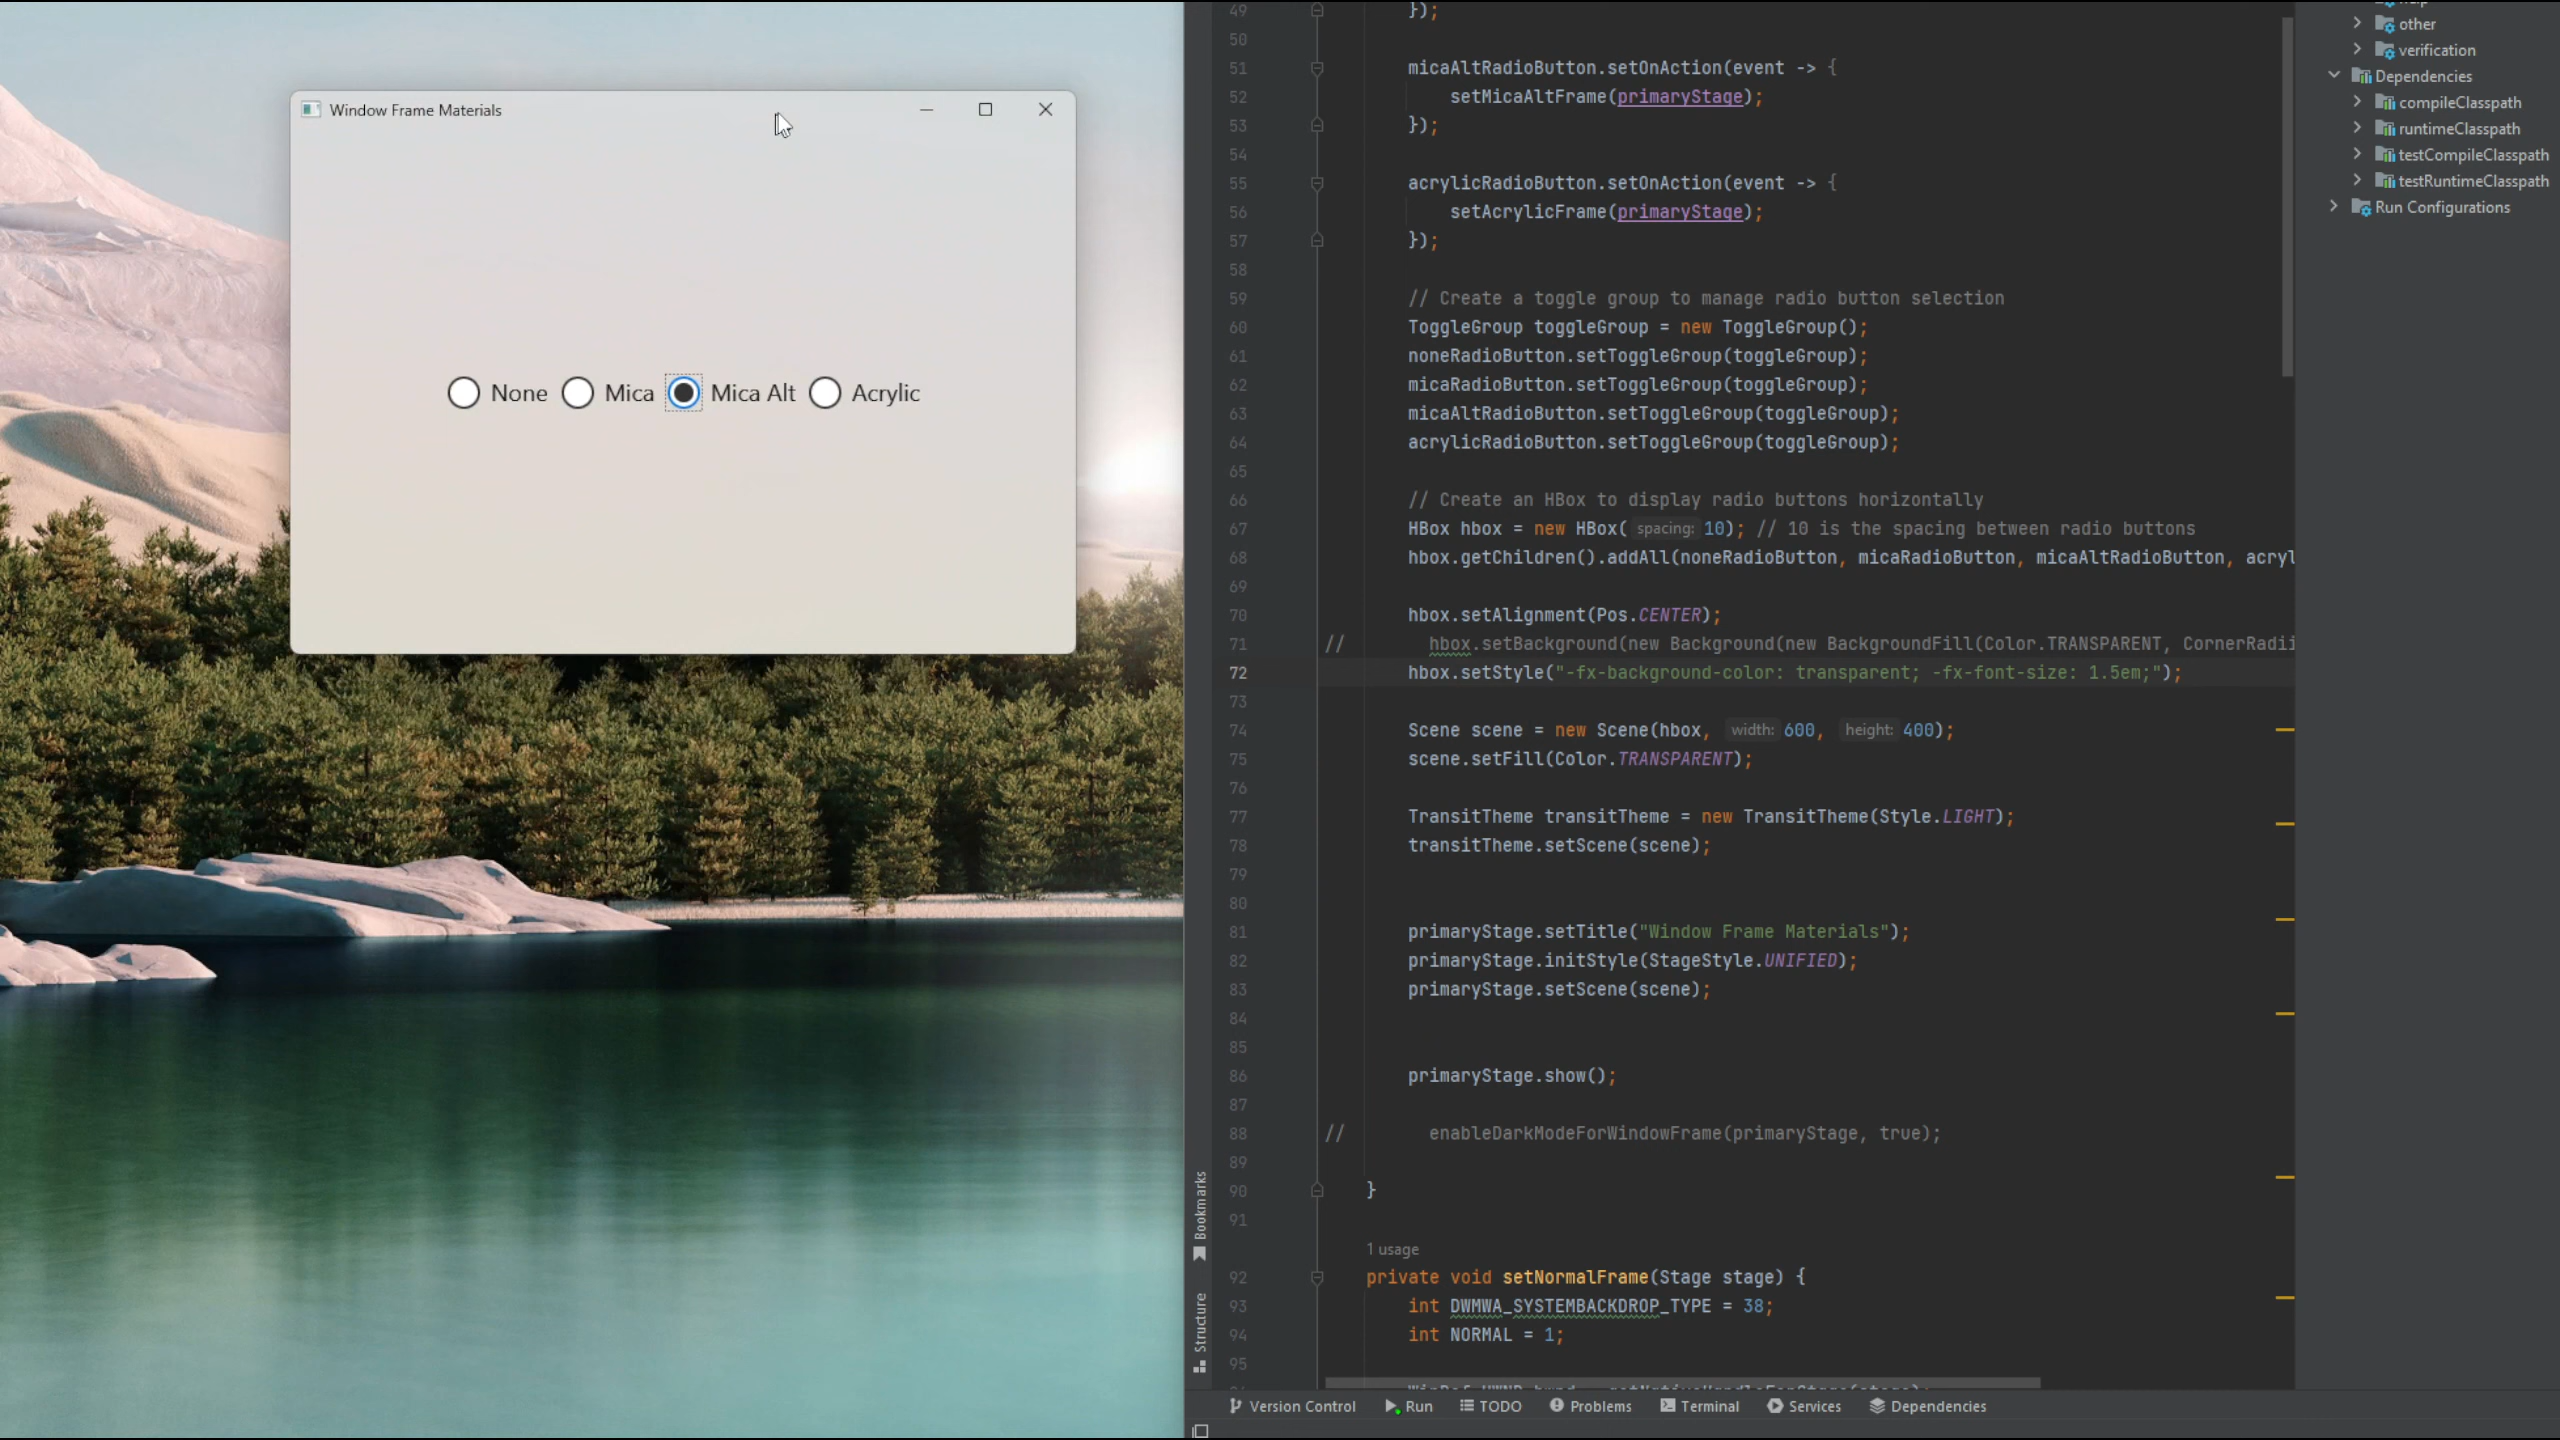 Window Frame Materials
None Mica Mica Alt Acrylic
49 });
50
51 micaAltRadioButton.setOnAction(event -> {
52 setMicaAltFrame(primaryStage);
53 });
54
55 acrylicRadioButton.setOnAction(event -> {
56 setAcrylicFrame(primaryStage);
57 });
58
59 // Create a toggle group to manage radio button selection
60 ToggleGroup toggleGroup = new ToggleGroup();
61 noneRadioButton.setToggleGroup(toggleGroup);
62 micaRadioButton.setToggleGroup(toggleGroup);
63 micaAltRadioButton.setToggleGroup(toggleGroup);
64 acrylicRadioButton.setToggleGroup(toggleGroup);
65
66 // Create an HBox to display radio buttons horizontally
67 HBox hbox = new HBox( spacing: 10); // 10 is the spacing between radio buttons
68 hbox.getChildren().addAll(noneRadioButton, micaRadioButton, micaAltRadioButton, acryl
69
70 hbox.setAlignment(Pos.CENTER);
71 // hbox.setBackground(new Background(new BackgroundFill(Color.TRANSPARENT, CornerRadii
72 hbox.setStyle("-fx-background-color: transparent; -fx-font-size: 1.5em;");
73
74 Scene scene = new Scene(hbox, width: 600, height: 400);
75 scene.setFill(Color.TRANSPARENT);
76
77 TransitTheme transitTheme = new TransitTheme(Style.LIGHT);
78 transitTheme.setScene(scene);
79
80
81 primaryStage.setTitle("Window Frame Materials");
82 primaryStage.initStyle(StageStyle.UNIFIED);
83 primaryStage.setScene(scene);
84
85
86 primaryStage.show();
87
88 // enableDarkModeForWindowFrame(primaryStage, true);
89
90 }
91
1 usage
92 private void setNormalFrame(Stage stage) {
93 int DWMWA_SYSTEMBACKDROP_TYPE = 38;
94 int NORMAL = 1;
95
Bookmarks
Structure
other
verification
Dependencies
compileClasspath
runtimeClasspath
testCompileClasspath
testRuntimeClasspath
Run Configurations
Version Control Run TODO Problems Terminal Services Dependencies